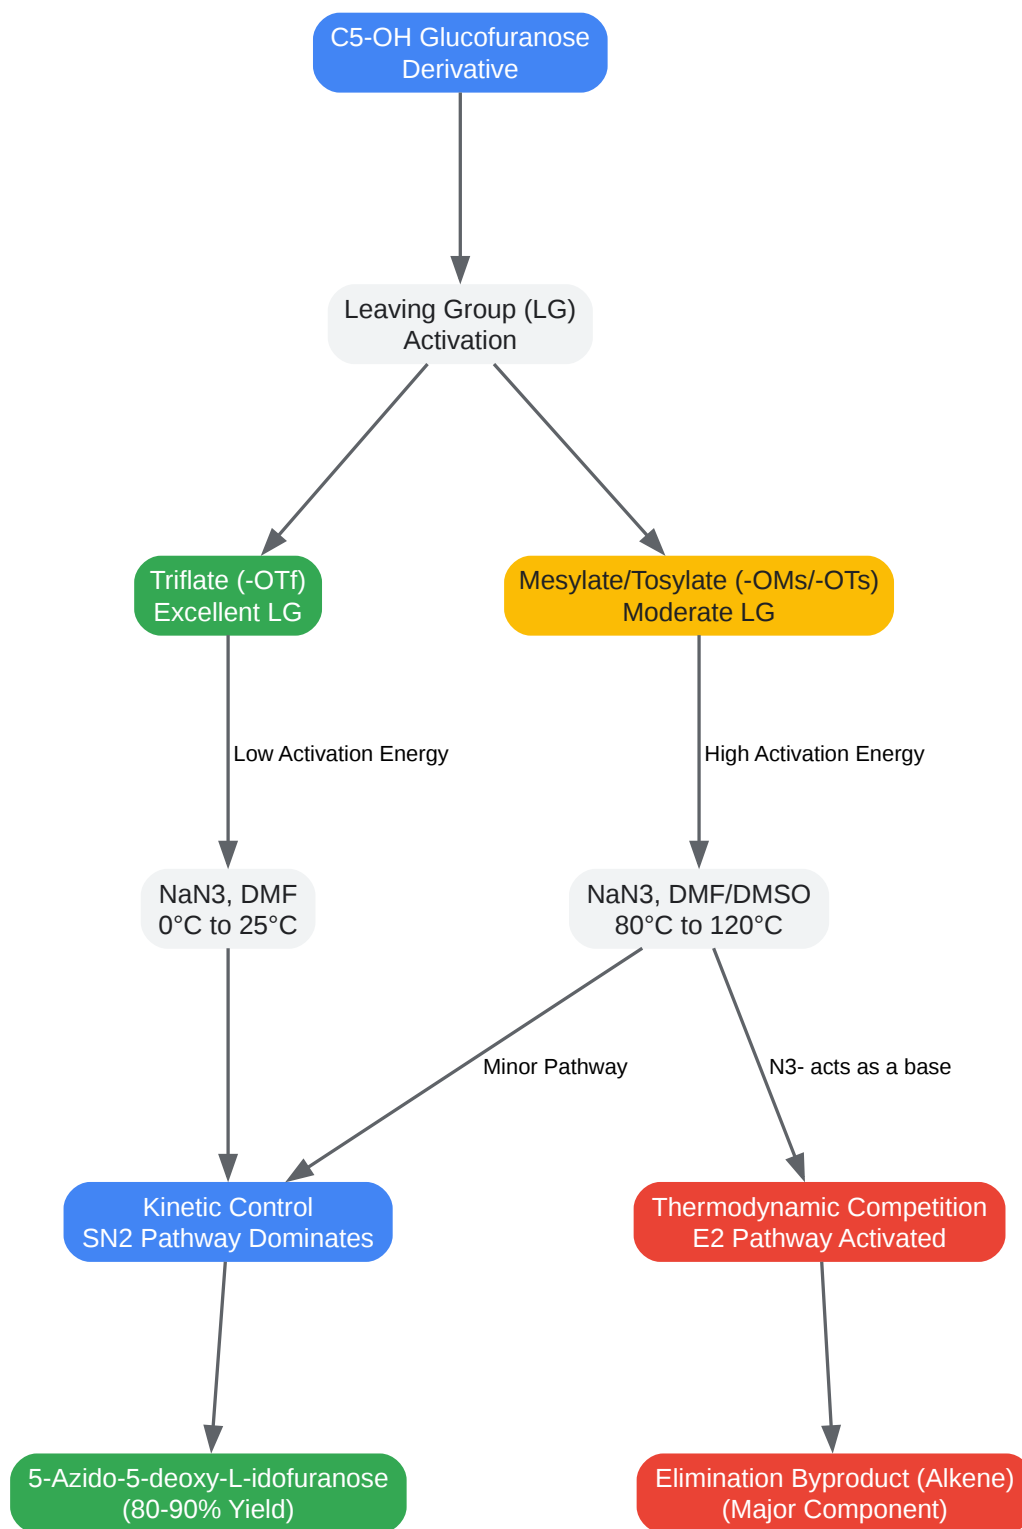 C5-OH Glucofuranose
Derivative
Leaving Group (LG)
Activation
Triflate (-OTf)
Excellent LG
Mesylate/Tosylate (-OMs/-OTs)
Moderate LG
Low Activation Energy
High Activation Energy
NaN3, DMF
0°C to 25°C
NaN3, DMF/DMSO
80°C to 120°C
Minor Pathway
N3- acts as a base
Kinetic Control
SN2 Pathway Dominates
Thermodynamic Competition
E2 Pathway Activated
5-Azido-5-deoxy-L-idofuranose
(80-90% Yield)
Elimination Byproduct (Alkene)
(Major Component)